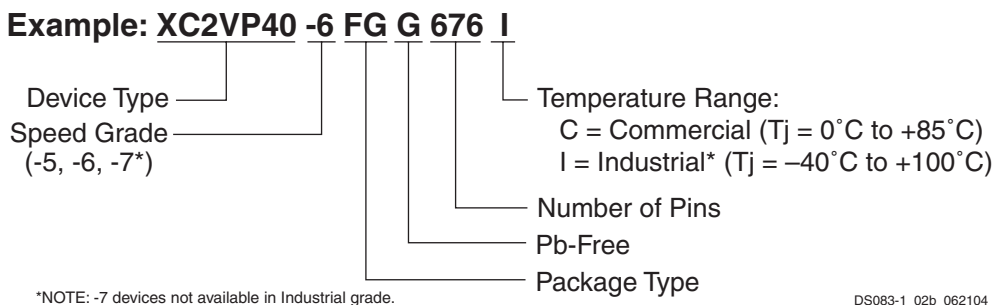 Example: XC2VP40 -6 FG G 676 I
Device Type
Speed Grade
(-5, -6, -7*)
Temperature Range:
C = Commercial (Tj = 0˚C to +85˚C)
I = Industrial* (Tj = –40˚C to +100˚C)
Number of Pins
Pb-Free
Package Type
*NOTE: -7 devices not available in Industrial grade.
DS083-1_02b_062104